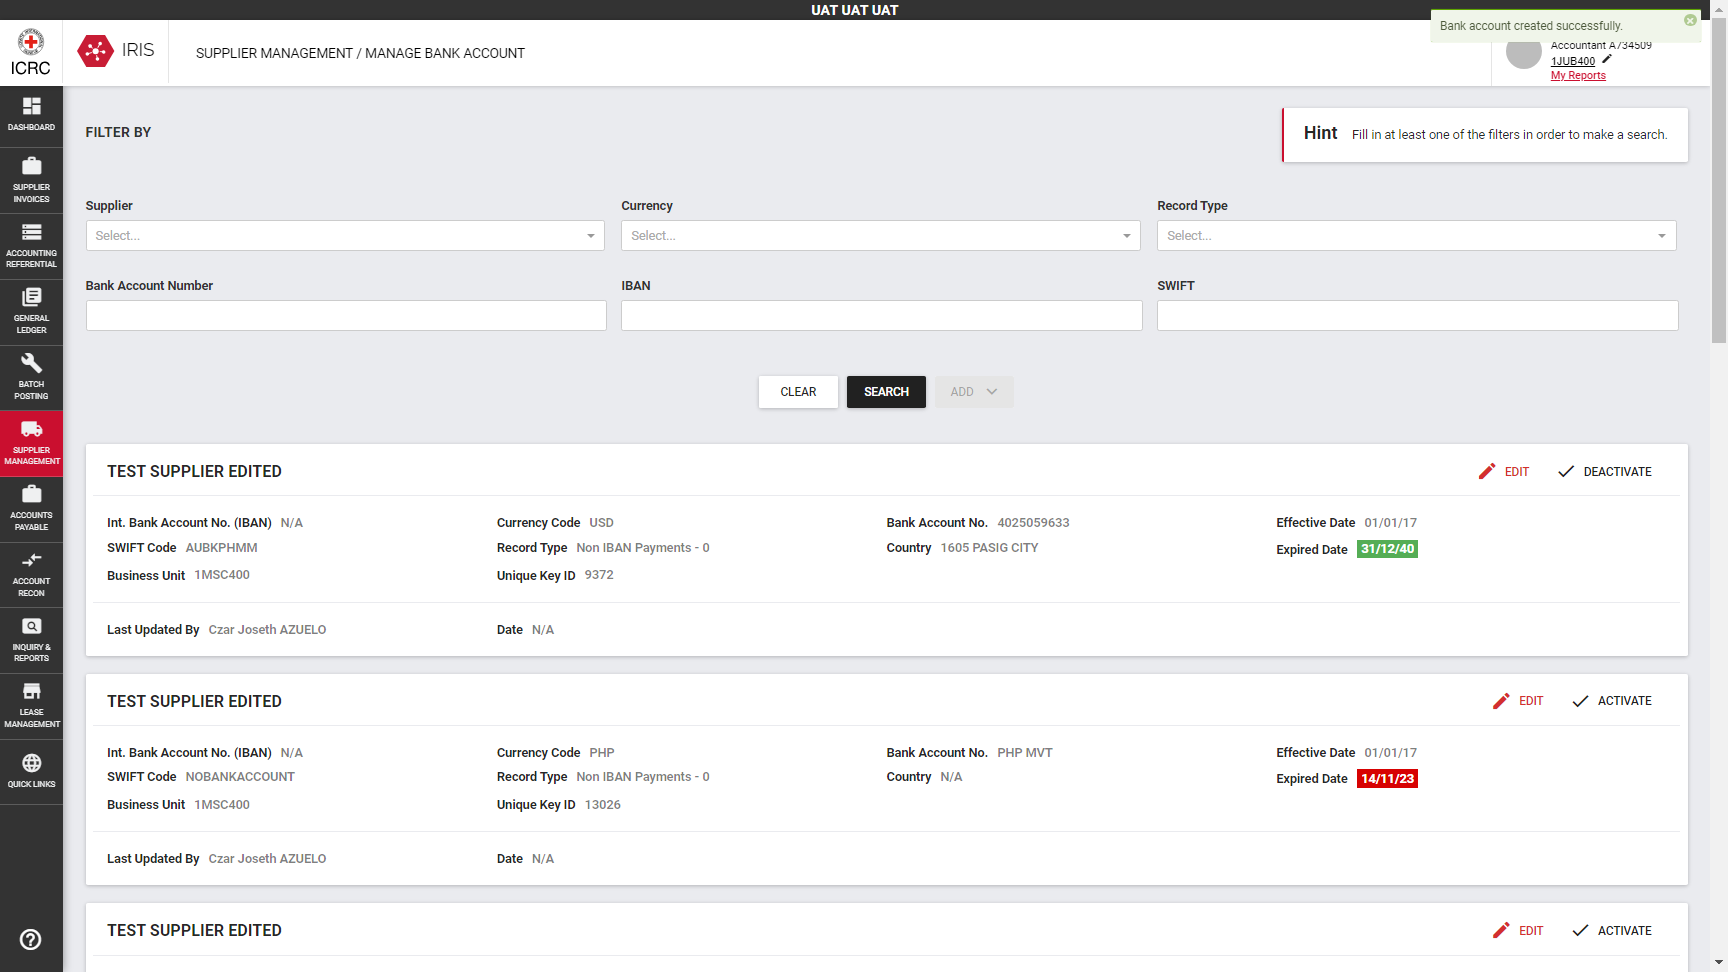 UAT UAT UAT
Bank account created successfully.
ICRC
IRIS
SUPPLIER MANAGEMENT / MANAGE BANK ACCOUNT
Accountant A734509
1JUB400
My Reports
DASHBOARD
SUPPLIER
INVOICES
ACCOUNTING
REFERENTIAL
GENERAL
LEDGER
BATCH
POSTING
SUPPLIER
MANAGEMENT
ACCOUNTS
PAYABLE
ACCOUNT
RECON
INQUIRY &
REPORTS
LEASE
MANAGEMENT
QUICK LINKS
FILTER BY
Hint Fill in at least one of the filters in order to make a search.
Supplier Currency Record Type
Select... Select... Select...
Bank Account Number IBAN SWIFT
CLEAR SEARCH ADD
TEST SUPPLIER EDITED EDIT DEACTIVATE
Int. Bank Account No. (IBAN) N/A Currency Code USD Bank Account No. 4025059633 Effective Date 01/01/17
SWIFT Code AUBKPHMM Record Type Non IBAN Payments - 0 Country 1605 PASIG CITY Expired Date 31/12/40
Business Unit 1MSC400 Unique Key ID 9372
Last Updated By Czar Joseth AZUELO Date N/A
TEST SUPPLIER EDITED EDIT ACTIVATE
Int. Bank Account No. (IBAN) N/A Currency Code PHP Bank Account No. PHP MVT Effective Date 01/01/17
SWIFT Code NOBANKACCOUNT Record Type Non IBAN Payments - 0 Country N/A Expired Date 14/11/23
Business Unit 1MSC400 Unique Key ID 13026
Last Updated By Czar Joseth AZUELO Date N/A
TEST SUPPLIER EDITED EDIT ACTIVATE